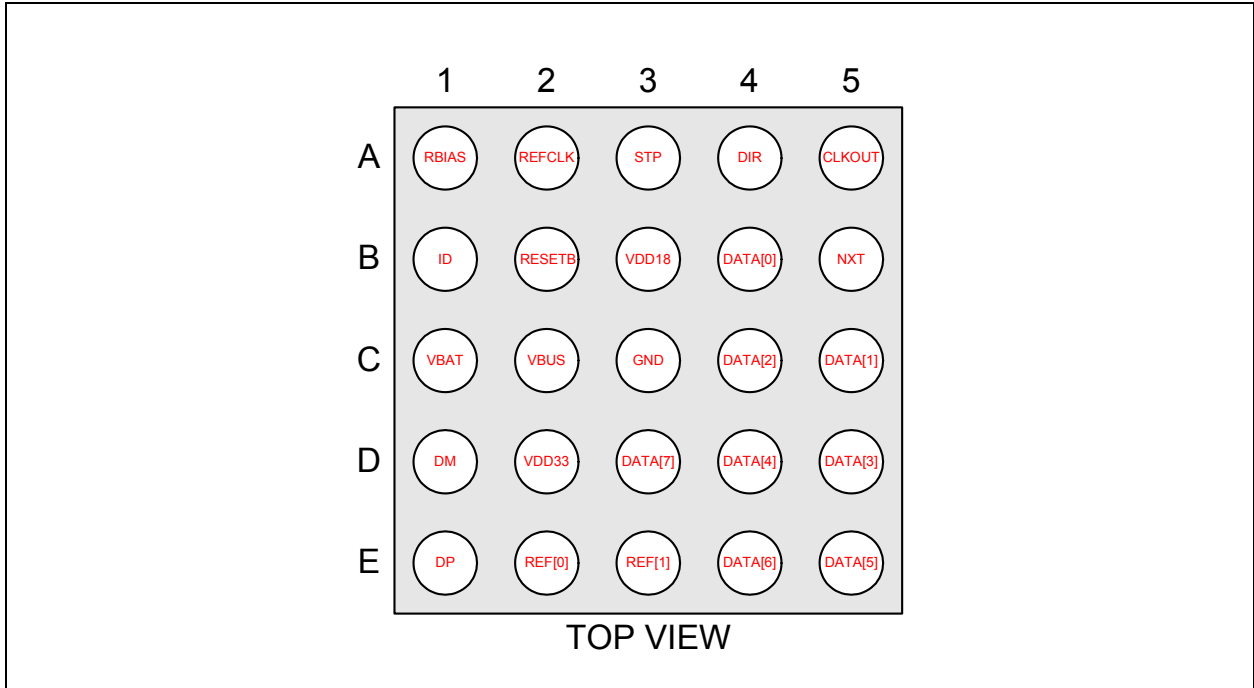 1 2 3 4 5
A RBIAS REFCLK STP DIR CLKOUT
B ID RESETB VDD18 DATA[0] NXT
C VBAT VBUS GND DATA[2] DATA[1]
D DM VDD33 DATA[7] DATA[4] DATA[3]
E DP REF[0] REF[1] DATA[6] DATA[5]
TOP VIEW